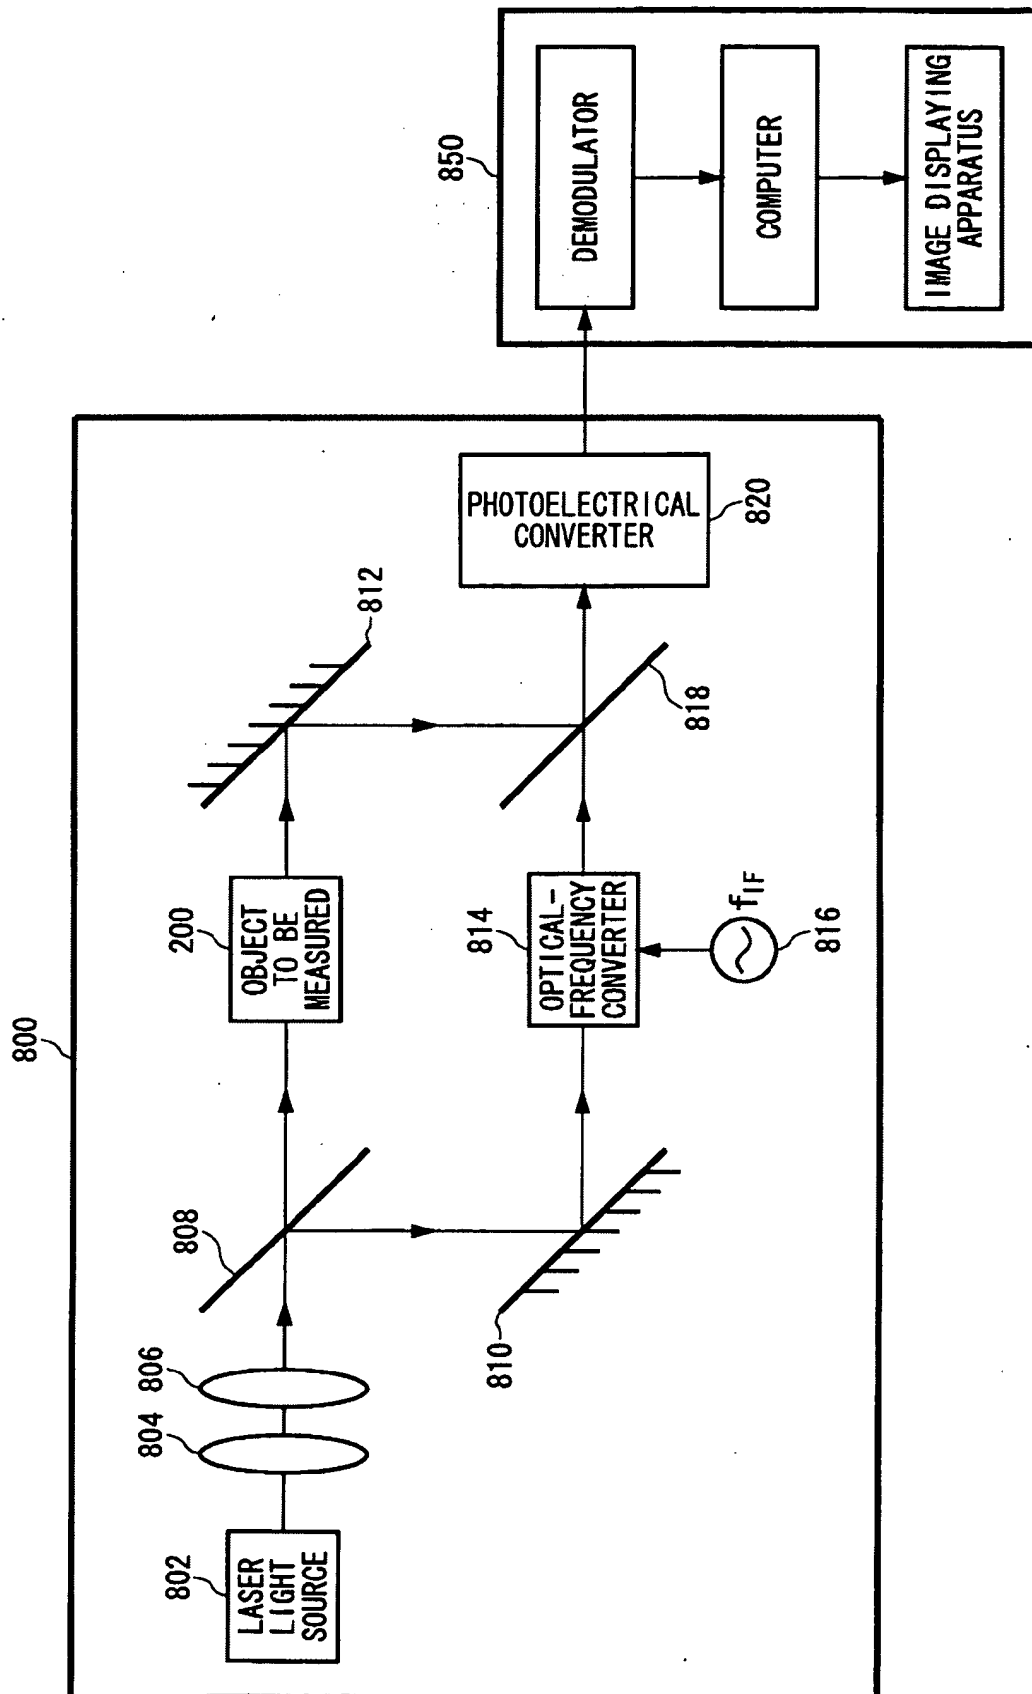 800
802
LASER
LIGHT
SOURCE
804
806
808
810
200
OBJECT
TO BE
MEASURED
812
814
OPTICAL-
FREQUENCY
CONVERTER
fIF
816
818
PHOTOELECTRICAL
CONVERTER
820
850
DEMODULATOR
COMPUTER
IMAGE DISPLAYING
APPARATUS